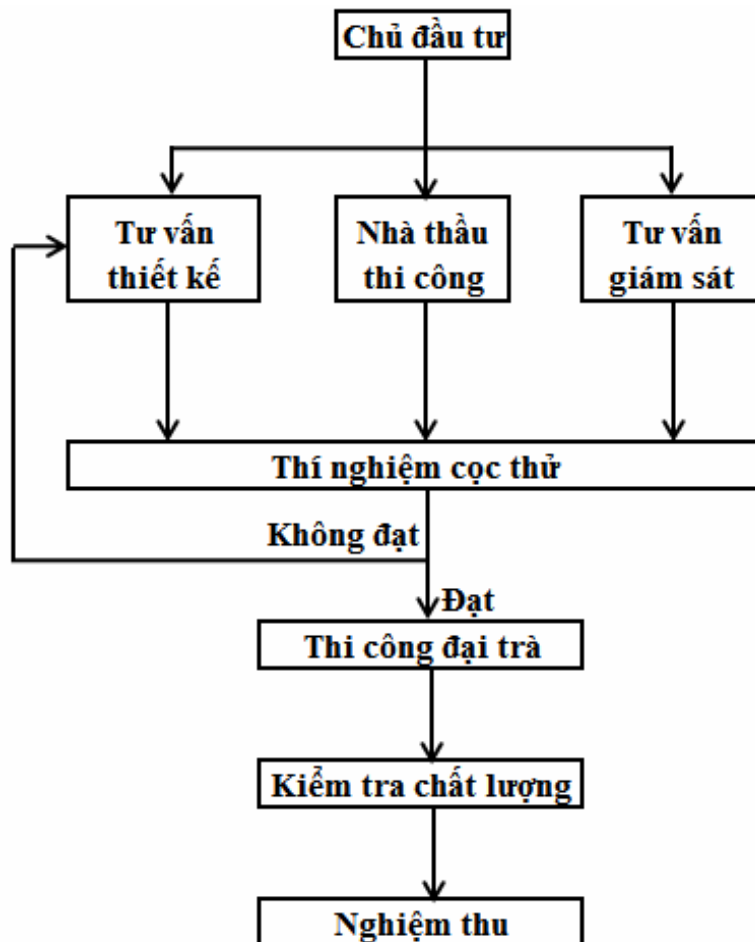 Chủ đầu tư
Tư vấn
thiết kế
Nhà thầu
thi công
Tư vấn
giám sát
Thí nghiệm cọc thử
Không đạt
Đạt
Thi công đại trà
Kiểm tra chất lượng
Nghiệm thu